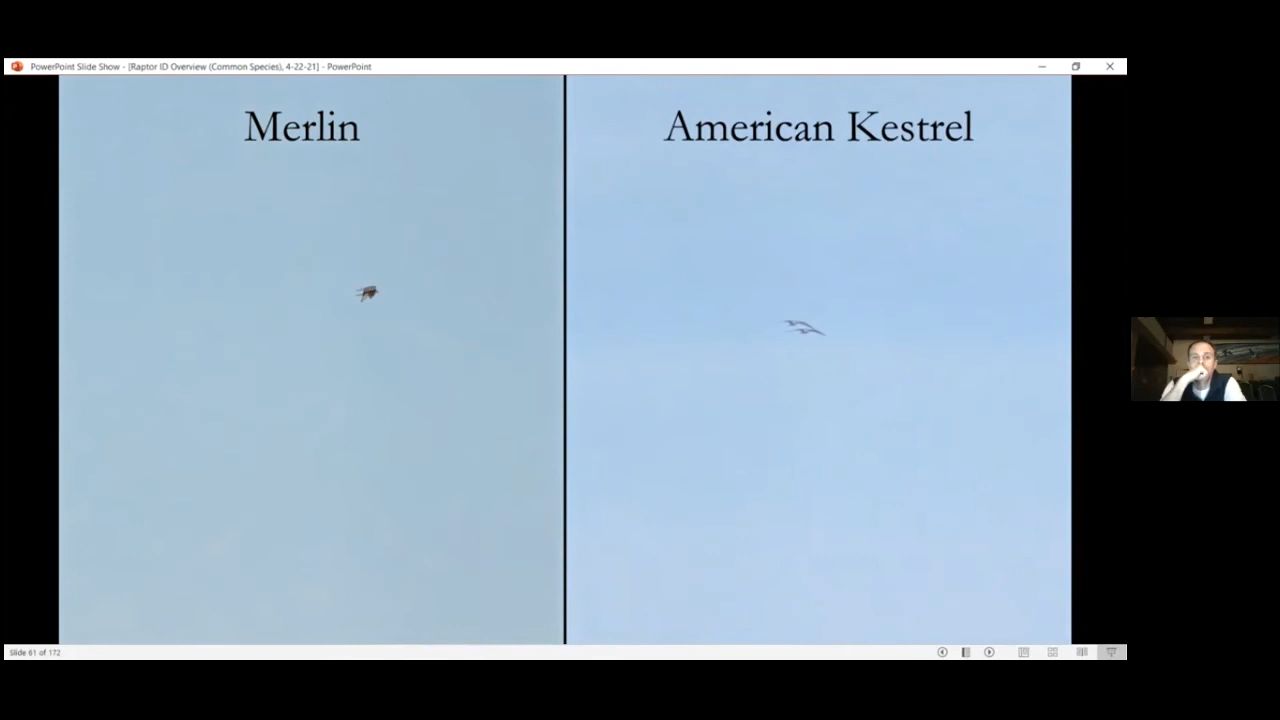 PowerPoint Slide Show - [Raptor ID Overview (Common Species), 4-22-21] - PowerPoint
Merlin
American Kestrel
Slide 61 of 172